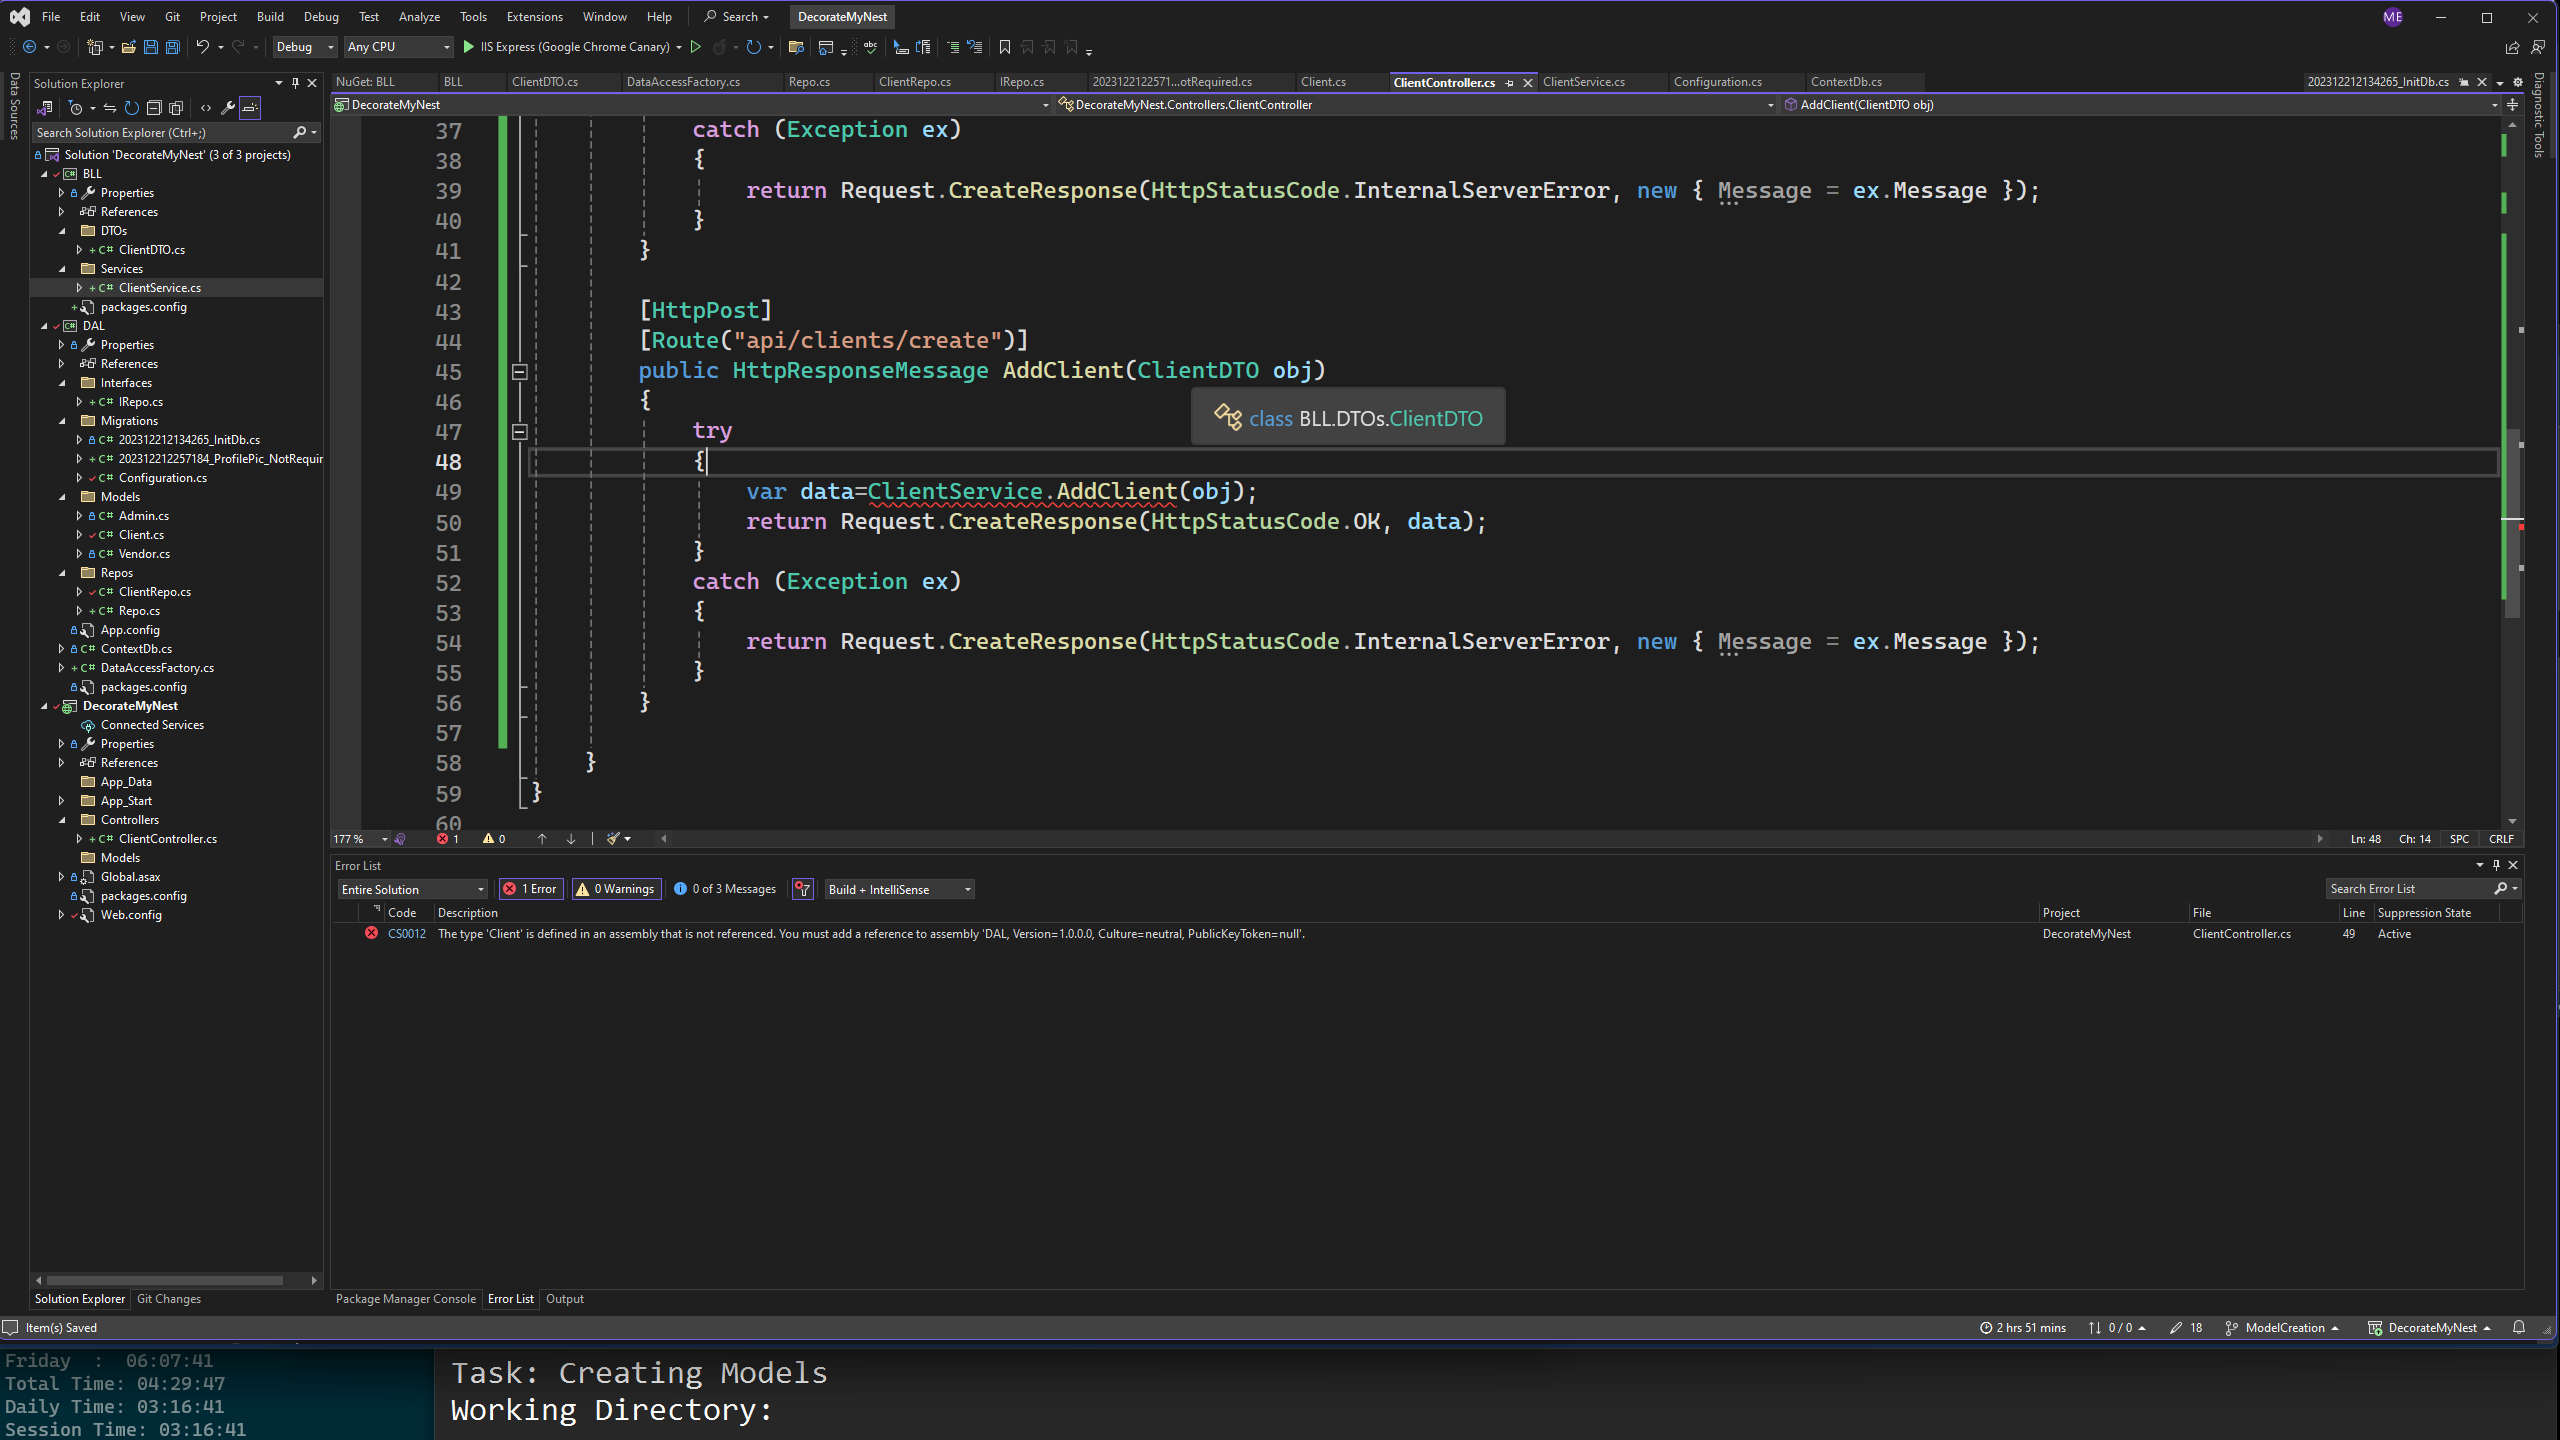 File Edit View Git Project Build Debug Test Analyze Tools Extensions Window Help Search DecorateMyNest ME
Debug Any CPU IIS Express (Google Chrome Canary)
Data Sources
Solution Explorer
Search Solution Explorer (Ctrl+;)
Solution 'DecorateMyNest' (3 of 3 projects)
BLL
Properties
References
DTOs
ClientDTO.cs
Services
ClientService.cs
packages.config
DAL
Properties
References
Interfaces
IRepo.cs
Migrations
202312212134265_InitDb.cs
202312212257184_ProfilePic_NotRequir
Configuration.cs
Models
Admin.cs
Client.cs
Vendor.cs
Repos
ClientRepo.cs
Repo.cs
App.config
ContextDb.cs
DataAccessFactory.cs
packages.config
DecorateMyNest
Connected Services
Properties
References
App_Data
App_Start
Controllers
ClientController.cs
Models
Global.asax
packages.config
Web.config
Solution Explorer Git Changes
NuGet: BLL BLL ClientDTO.cs DataAccessFactory.cs Repo.cs ClientRepo.cs IRepo.cs 2023122122571...otRequired.cs Client.cs ClientController.cs ClientService.cs Configuration.cs ContextDb.cs 202312212134265_InitDb.cs
DecorateMyNest DecorateMyNest.Controllers.ClientController AddClient(ClientDTO obj)
Diagnostic Tools
37 catch (Exception ex)
38 {
39 return Request.CreateResponse(HttpStatusCode.InternalServerError, new { Message = ex.Message });
40 }
41 }
42
43 [HttpPost]
44 [Route("api/clients/create")]
45 public HttpResponseMessage AddClient(ClientDTO obj)
46 {
class BLL.DTOs.ClientDTO
47 try
48 {
49 var data=ClientService.AddClient(obj);
50 return Request.CreateResponse(HttpStatusCode.OK, data);
51 }
52 catch (Exception ex)
53 {
54 return Request.CreateResponse(HttpStatusCode.InternalServerError, new { Message = ex.Message });
55 }
56 }
57
58 }
59 }
60
177 % 1 0 Ln: 48 Ch: 14 SPC CRLF
Error List
Entire Solution 1 Error 0 Warnings 0 of 3 Messages Build + IntelliSense Search Error List
Code Description Project File Line Suppression State
CS0012 The type 'Client' is defined in an assembly that is not referenced. You must add a reference to assembly 'DAL, Version=1.0.0.0, Culture=neutral, PublicKeyToken=null'. DecorateMyNest ClientController.cs 49 Active
Package Manager Console Error List Output
Item(s) Saved 2 hrs 51 mins 0 / 0 18 ModelCreation DecorateMyNest
Friday : 06:07:41
Total Time: 04:29:47
Daily Time: 03:16:41
Session Time: 03:16:41
Task: Creating Models
Working Directory: